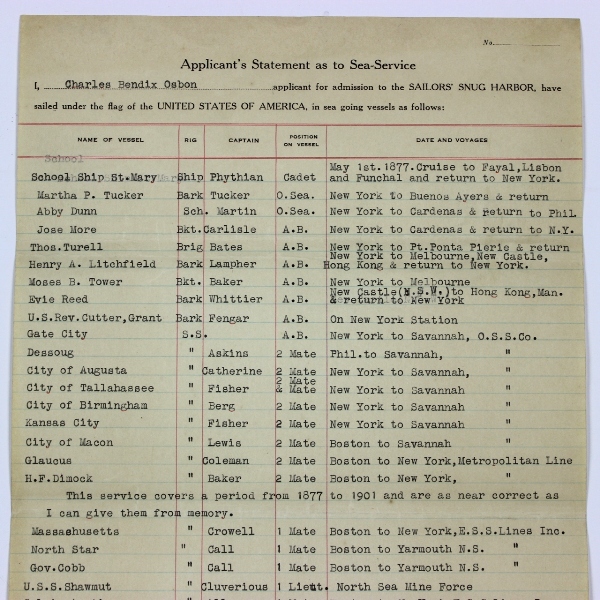 No.
Applicant's Statement as to Sea-Service
I, Charles Bendix Osbon applicant for admission to the SAILORS' SNUG HARBOR, have
sailed under the flag of the UNITED STATES OF AMERICA, in sea going vessels as follows:
NAME OF VESSEL RIG CAPTAIN POSITION ON VESSEL DATE AND VOYAGES
School
School Ship St.Mary Ship Phythian Cadet May 1st.1877.Cruise to Fayal,Lisbon
and Funchal and return to New York.
Martha P. Tucker Bark Tucker O.Sea. New York to Buenos Ayers & return
Abby Dunn Sch. Martin O.Sea. New York to Cardenas & return to Phil.
Jose More Bkt. Carlisle A.B. New York to Cardenas & return to N.Y.
Thos.Turell Brig Bates A.B. New York to Pt.Ponta Pierie & return
Henry A. Litchfield Bark Lampher A.B. New York to Melbourne,New Castle,
Hong Kong & return to New York.
Moses B. Tower Bkt. Baker A.B. New York to Melbourne
Evie Reed Bark Whittier A.B. New Castle(N.S.W.)to Hong Kong,Man.
& return to New York
U.S.Rev.Cutter,Grant Bark Fengar A.B. On New York Station
Gate City S.S. A.B. New York to Savannah, O.S.S.Co.
Dessoug " Askins 2 Mate Phil.to Savannah, "
City of Augusta " Catherine 2 Mate New York to Savannah, "
2 Mate
City of Tallahassee " Fisher & Mate New York to Savannah "
City of Birmingham " Berg 2 Mate New York to Savannah "
Kansas City " Fisher 2 Mate New York to Savannah "
City of Macon " Lewis 2 Mate Boston to Savannah "
Glaucus " Coleman 2 Mate Boston to New York,Metropolitan Line
H.F.Dimock " Baker 2 Mate Boston to New York, "
This service covers a period from 1877 to 1901 and are as near correct as
I can give them from memory.
Massachusetts " Crowell 1 Mate Boston to New York,E.S.S.Lines Inc.
North Star " Call 1 Mate Boston to Yarmouth N.S. "
Gov.Cobb " Call 1 Mate Boston to Yarmouth N.S. "
U.S.S.Shawmut " Cluverious 1 Lieut. North Sea Mine Force